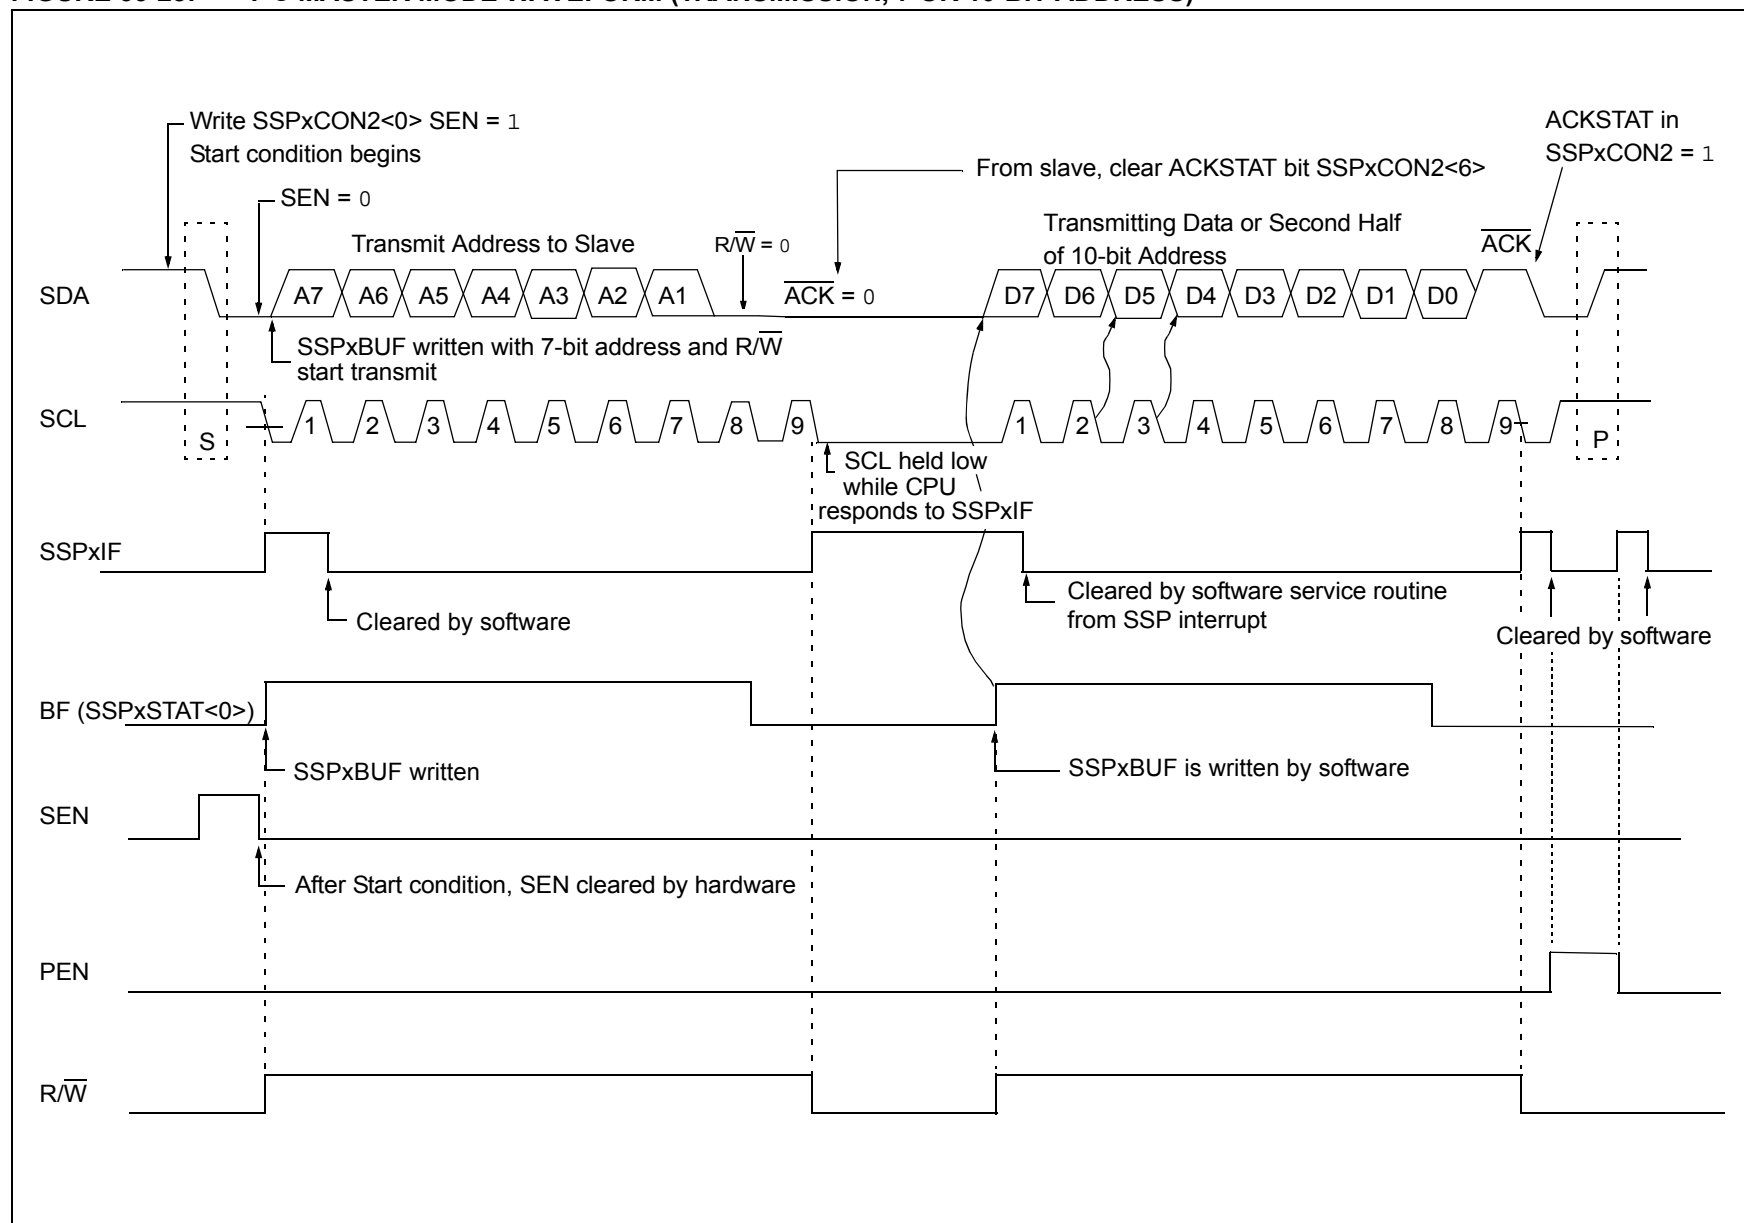 Write SSPxCON2<0> SEN = 1
Start condition begins
ACKSTAT in
SSPxCON2 = 1
From slave, clear ACKSTAT bit SSPxCON2<6>
SEN = 0
Transmit Address to Slave
R/W̅ = 0
Transmitting Data or Second Half
of 10-bit Address
A̅C̅K̅
SDA
A7 A6 A5 A4 A3 A2 A1
A̅C̅K̅ = 0
D7 D6 D5 D4 D3 D2 D1 D0
SSPxBUF written with 7-bit address and R/W̅
start transmit
SCL
S
1 2 3 4 5 6 7 8 9
1 2 3 4 5 6 7 8 9
P
SCL held low
while CPU
responds to SSPxIF
SSPxIF
Cleared by software
Cleared by software service routine
from SSP interrupt
Cleared by software
BF (SSPxSTAT<0>)
SSPxBUF written
SSPxBUF is written by software
SEN
After Start condition, SEN cleared by hardware
PEN
R/W̅